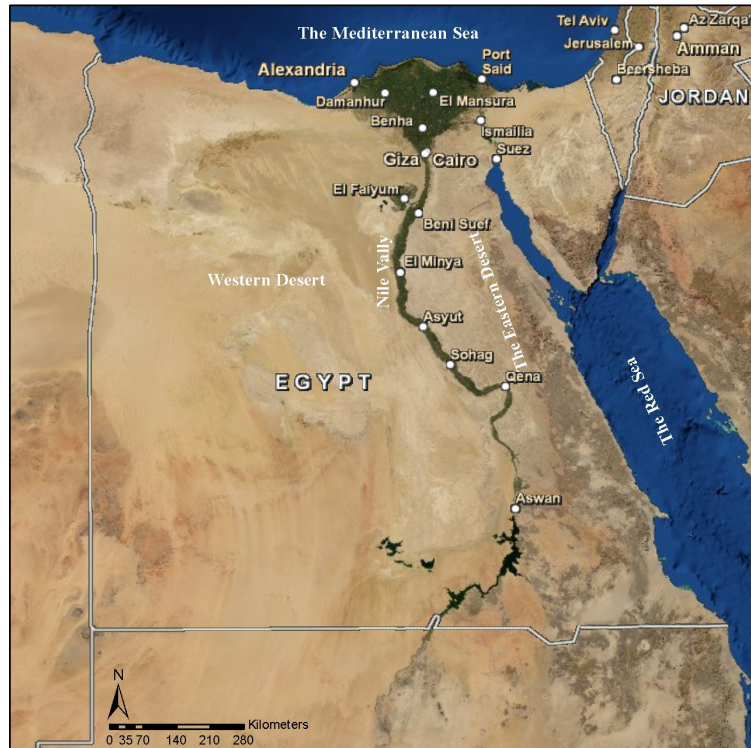 The Mediterranean Sea
Tel Aviv
Az Zarqa'
Jerusalem
Amman
Port
Said
Alexandria
Beersheba
Damanhur
El Mansura
JORDAN
Benha
Ismailia
Giza
Cairo
Suez
El Faiyum
Beni Suef
Nile Vally
El Minya
Western Desert
The Eastern Desert
Asyut
Sohag
EGYPT
Qena
The Red Sea
Aswan
N
Kilometers
0 35 70 140 210 280